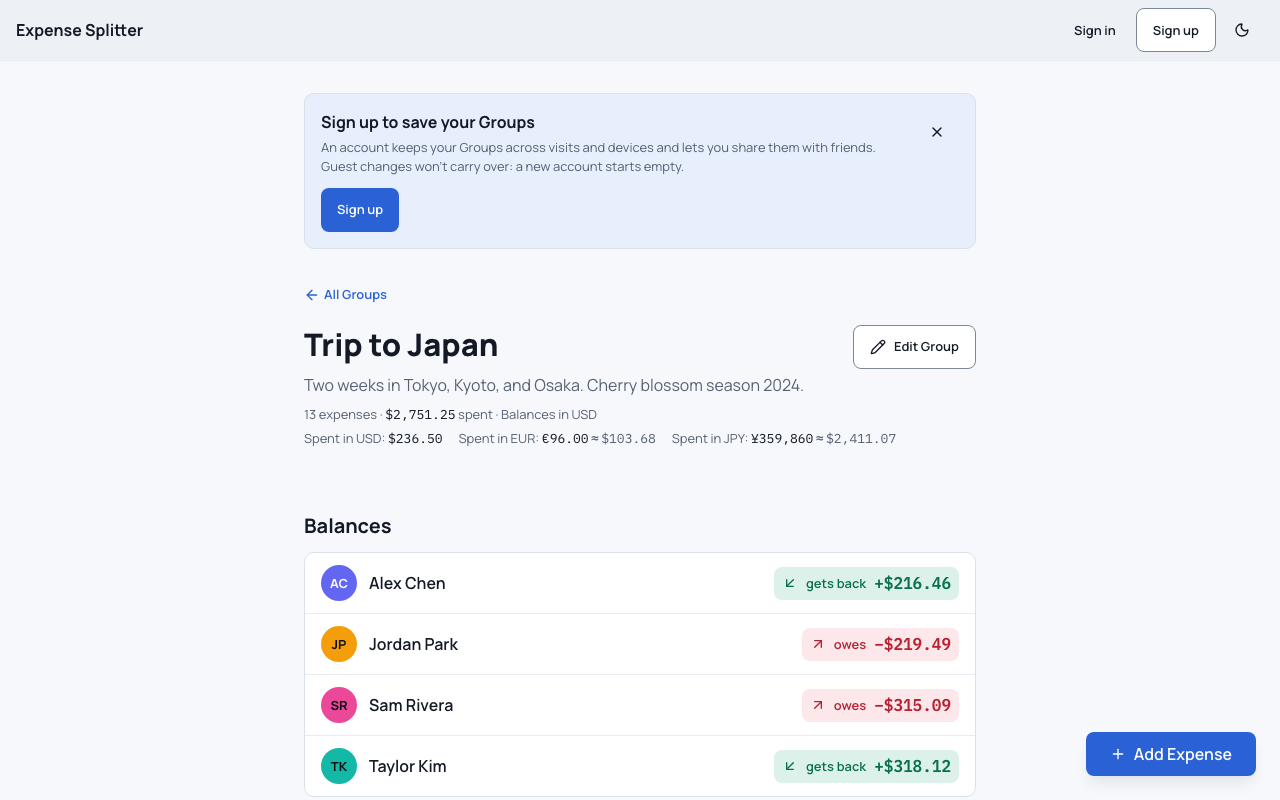 Expense Splitter
Sign in
Sign up
Sign up to save your Groups
An account keeps your Groups across visits and devices and lets you share them with friends.
Guest changes won't carry over: a new account starts empty.
Sign up
All Groups
Trip to Japan
Edit Group
Two weeks in Tokyo, Kyoto, and Osaka. Cherry blossom season 2024.
13 expenses · $2,751.25 spent · Balances in USD
Spent in USD: $236.50 Spent in EUR: €96.00 ≈ $103.68 Spent in JPY: ¥359,860 ≈ $2,411.07
Balances
AC Alex Chen gets back +$216.46
JP Jordan Park owes −$219.49
SR Sam Rivera owes −$315.09
TK Taylor Kim gets back +$318.12
Add Expense